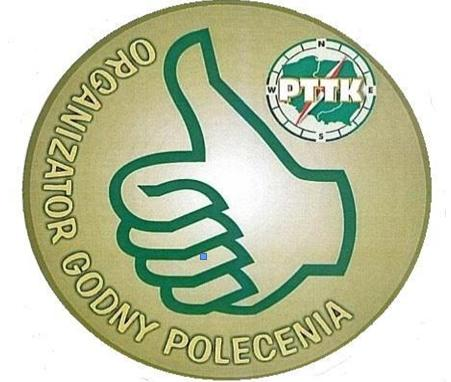 ORGANIZATOR GODNY POLECENIA
N
W PTTK E
S